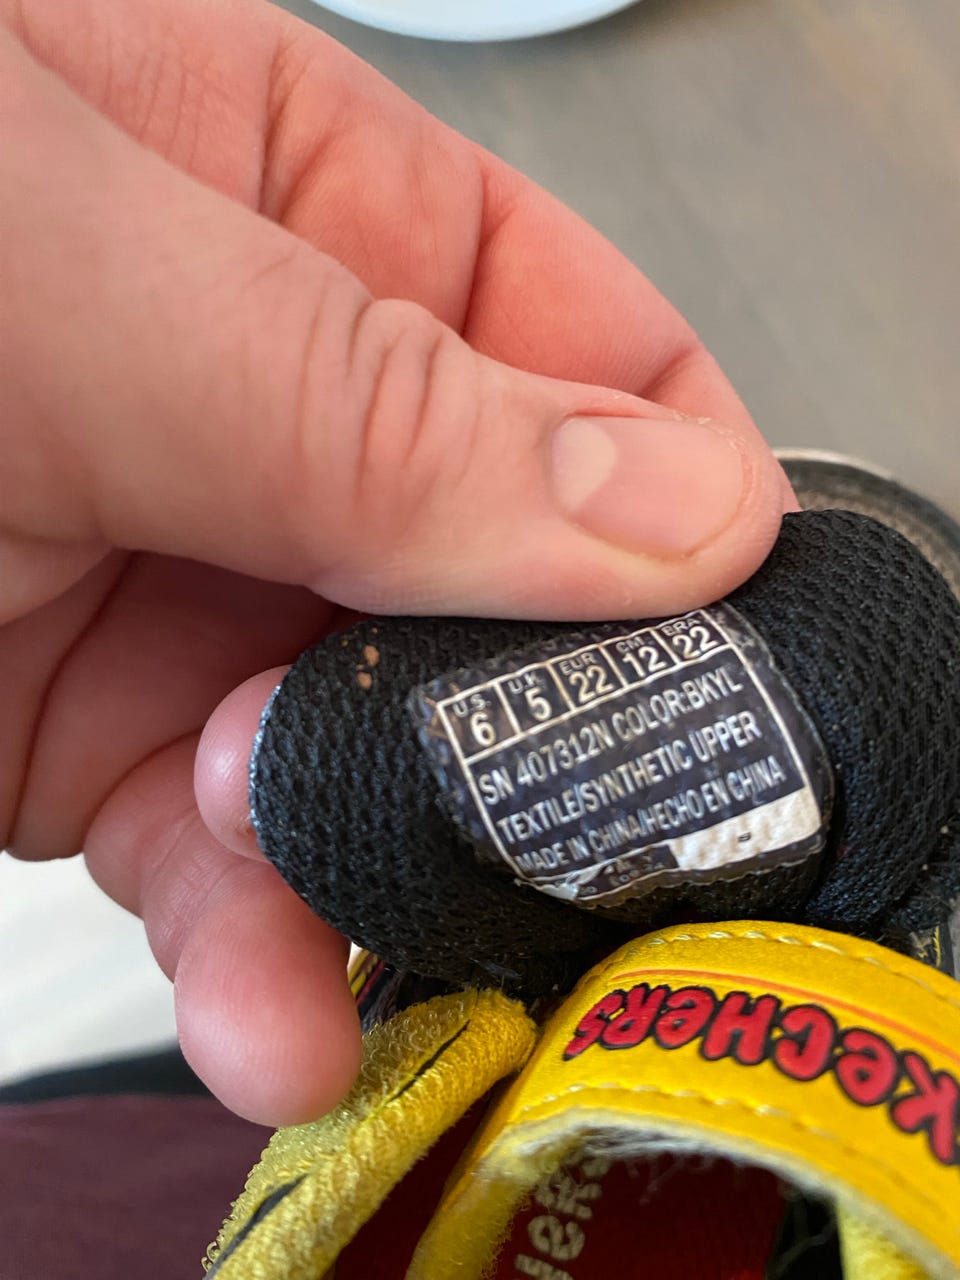 U.S. U.K. EUR CM. BRA
6 5 22 12 22
SN 407312N COLOR:BKYL
TEXTILE/SYNTHETIC UPPER
MADE IN CHINA/HECHO EN CHINA
SKECHERS